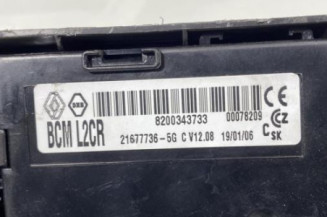 8200343733
00078209
BCM L2CR
21677736-5G C V12.08 19/01/06
CE
C CZ
SK